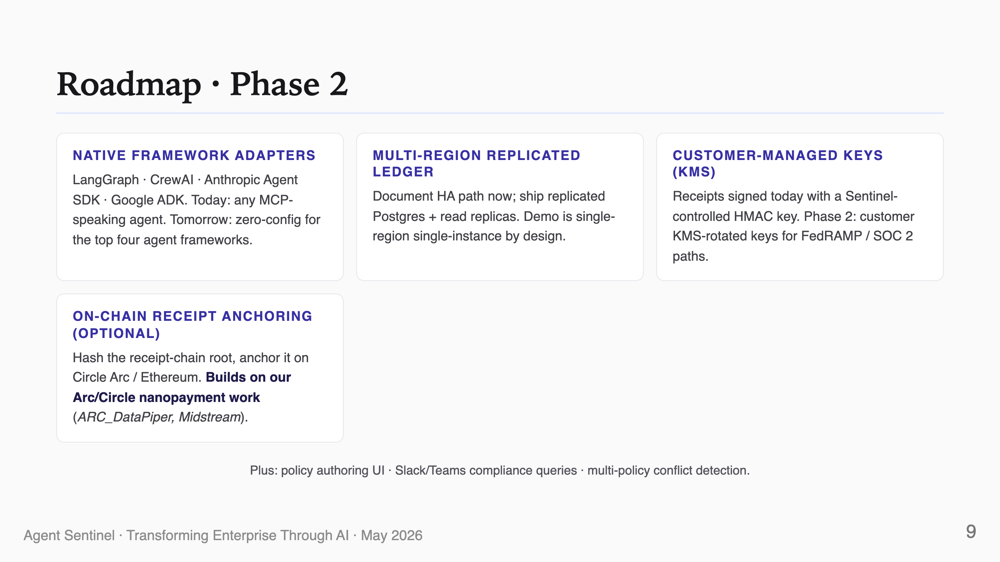 Roadmap · Phase 2
NATIVE FRAMEWORK ADAPTERS
LangGraph · CrewAI · Anthropic Agent
SDK · Google ADK. Today: any MCP-
speaking agent. Tomorrow: zero-config for
the top four agent frameworks.
MULTI-REGION REPLICATED
LEDGER
Document HA path now; ship replicated
Postgres + read replicas. Demo is single-
region single-instance by design.
CUSTOMER-MANAGED KEYS
(KMS)
Receipts signed today with a Sentinel-
controlled HMAC key. Phase 2: customer
KMS-rotated keys for FedRAMP / SOC 2
paths.
ON-CHAIN RECEIPT ANCHORING
(OPTIONAL)
Hash the receipt-chain root, anchor it on
Circle Arc / Ethereum. Builds on our
Arc/Circle nanopayment work
(ARC_DataPiper, Midstream).
Plus: policy authoring UI · Slack/Teams compliance queries · multi-policy conflict detection.
Agent Sentinel · Transforming Enterprise Through AI · May 2026
9